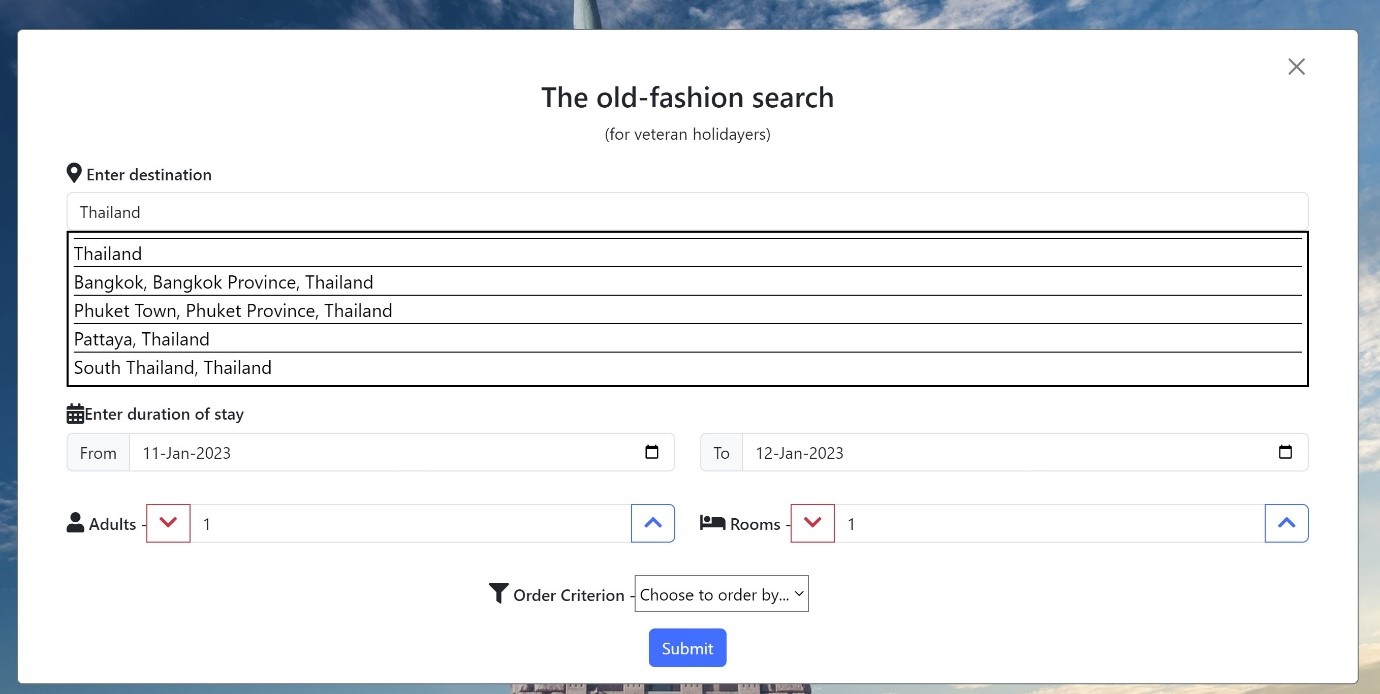 The old-fashion search
(for veteran holidayers)
Enter destination
Thailand
Thailand
Bangkok, Bangkok Province, Thailand
Phuket Town, Phuket Province, Thailand
Pattaya, Thailand
South Thailand, Thailand
Enter duration of stay
From 11-Jan-2023 To 12-Jan-2023
Adults - 1 Rooms - 1
Order Criterion - Choose to order by...
Submit